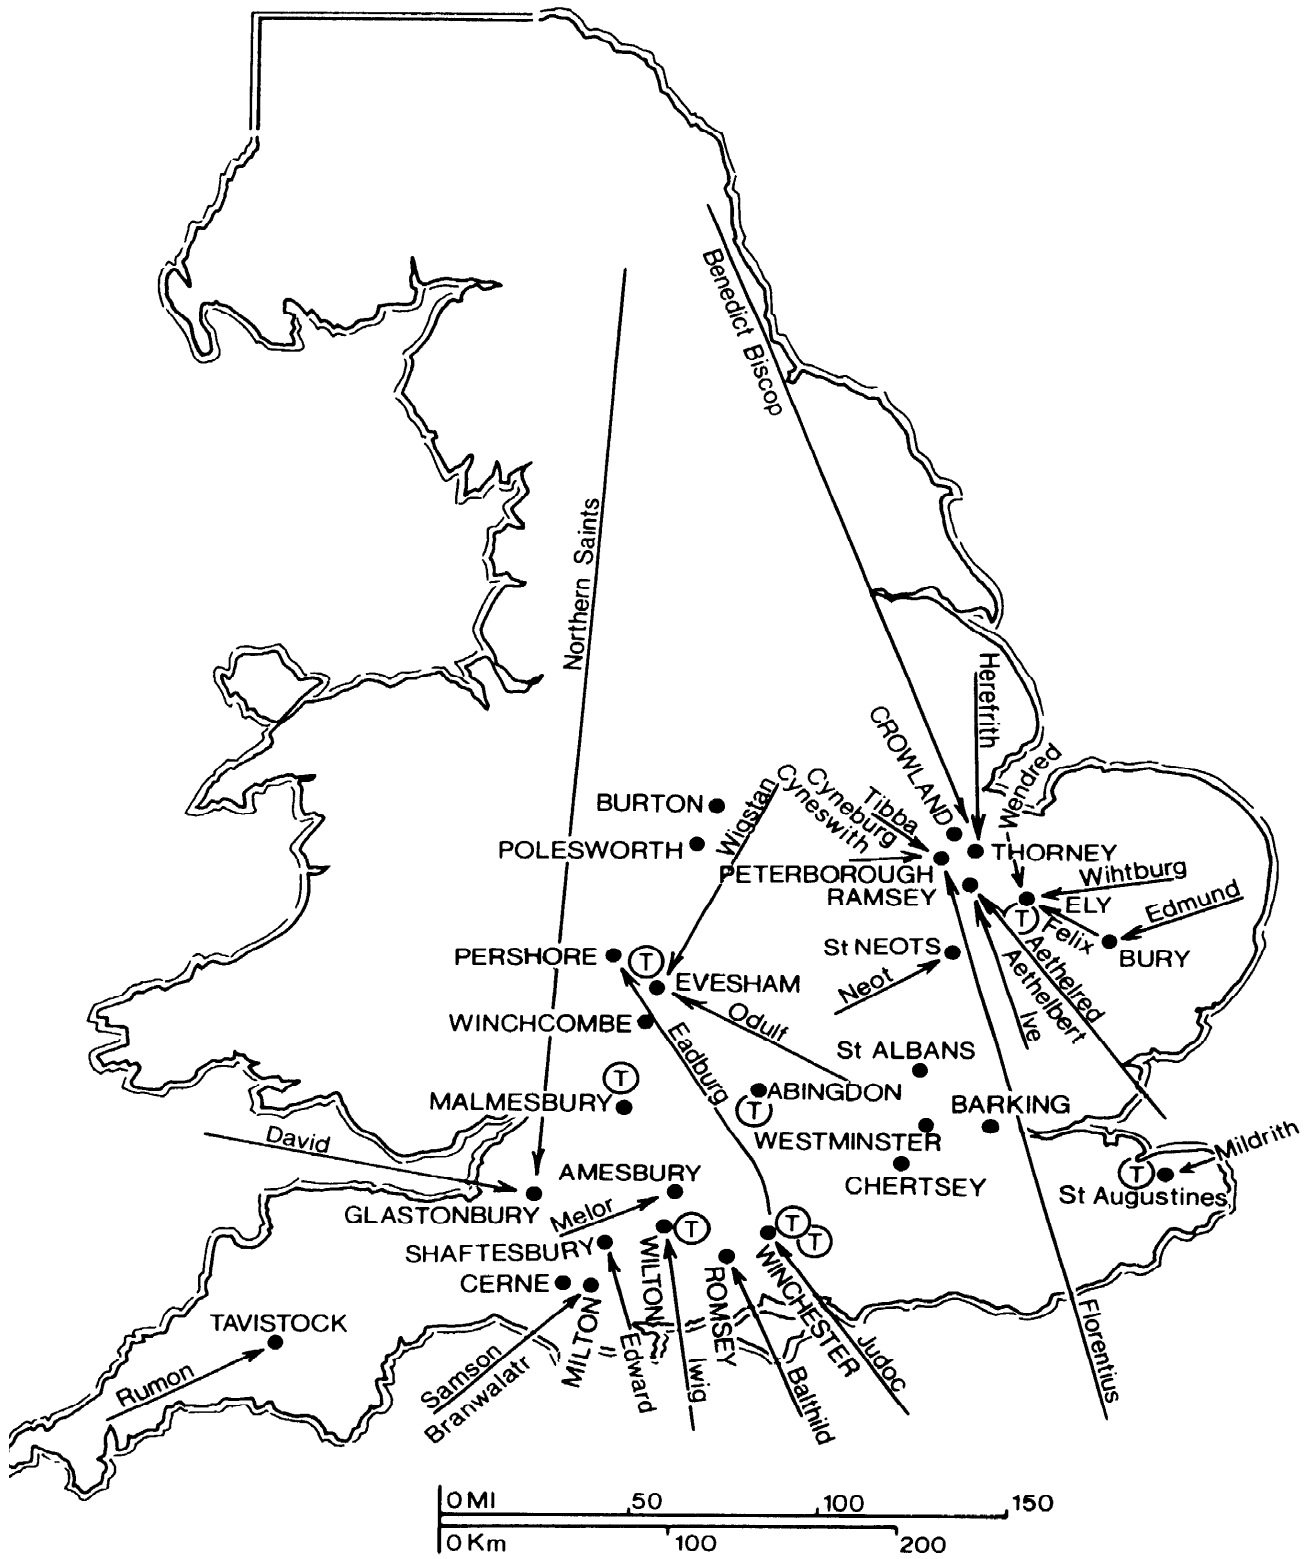 Benedict Biscop
Northern Saints
Herefrith
CROWLAND
Wendred
BURTON
Wigstan
Cyneburg
Cyneswith
Tibba
POLESWORTH
THORNEY
PETERBOROUGH
RAMSEY
Wihtburg
ELY
Edmund
T
Felix
BURY
St NEOTS
Neot
Aethelred
Aethelbert
Ive
PERSHORE
T
EVESHAM
Odulf
WINCHCOMBE
Eadburg
St ALBANS
T
MALMESBURY
ABINGDON
T
BARKING
WESTMINSTER
CHERTSEY
David
Mildrith
T
St Augustines
AMESBURY
GLASTONBURY
Melor
SHAFTESBURY
WILTON
T
T
T
WINCHESTER
ROMSEY
CERNE
MILTON
TAVISTOCK
Rumon
Samson
Branwalatr
Edward
Iwig
Balthild
Judoc
Florentius
0 MI 50 100 150
0 Km 100 200